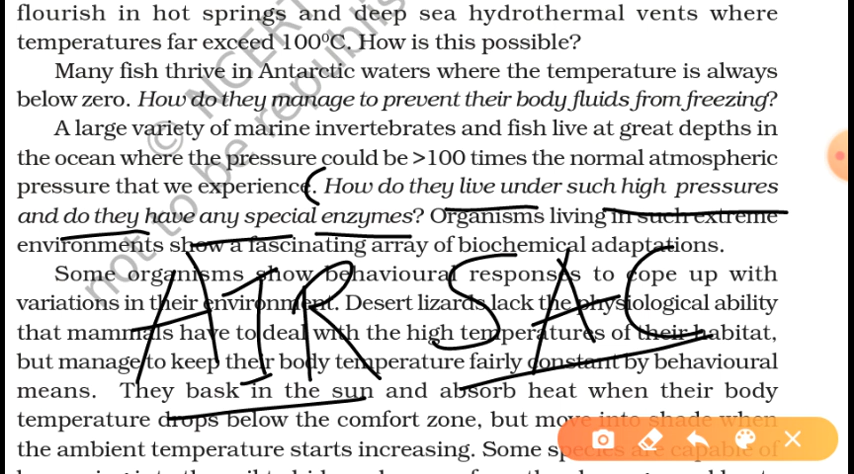 flourish in hot springs and deep sea hydrothermal vents where
temperatures far exceed 100⁰C. How is this possible?
Many fish thrive in Antarctic waters where the temperature is always
below zero. How do they manage to prevent their body fluids from freezing?
A large variety of marine invertebrates and fish live at great depths in
the ocean where the pressure could be >100 times the normal atmospheric
pressure that we experience. How do they live under such high pressures
and do they have any special enzymes? Organisms living in such extreme
environments show a fascinating array of biochemical adaptations.
Some organisms show behavioural responses to cope up with
variations in their environment. Desert lizards lack the physiological ability
that mammals have to deal with the high temperatures of their habitat,
but manage to keep their body temperature fairly constant by behavioural
means. They bask in the sun and absorb heat when their body
temperature drops below the comfort zone, but move into shade when
the ambient temperature starts increasing. Some species are capable of
AIR SAC
© NCERT
not to be republis